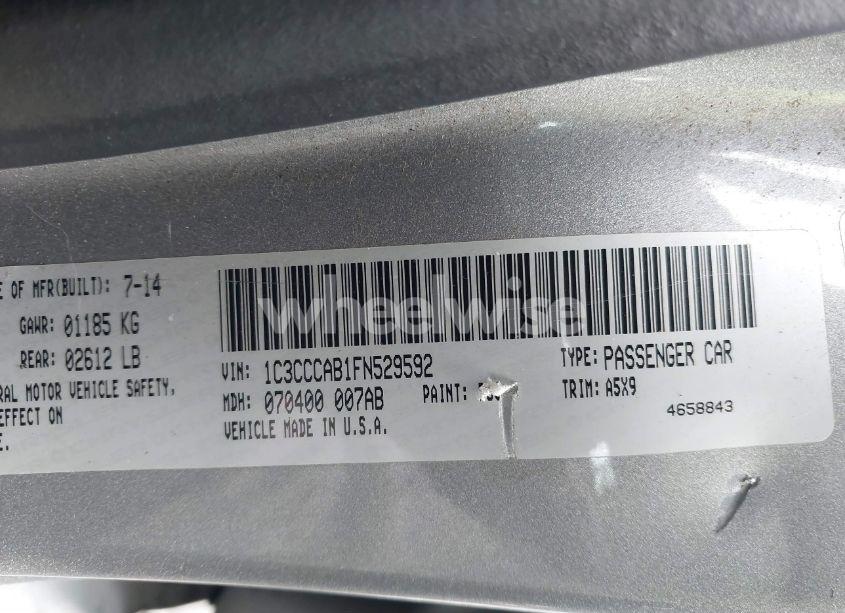 E OF MFR(BUILT): 7-14
GAWR: 01185 KG
REAR: 02612 LB
RAL MOTOR VEHICLE SAFETY,
EFFECT ON
E.
wheelwise
VIN: 1C3CCCAB1FN529592
TYPE: PASSENGER CAR
MDH: 070400 007AB
PAINT:
TRIM: A5X9
VEHICLE MADE IN U.S.A.
4658843